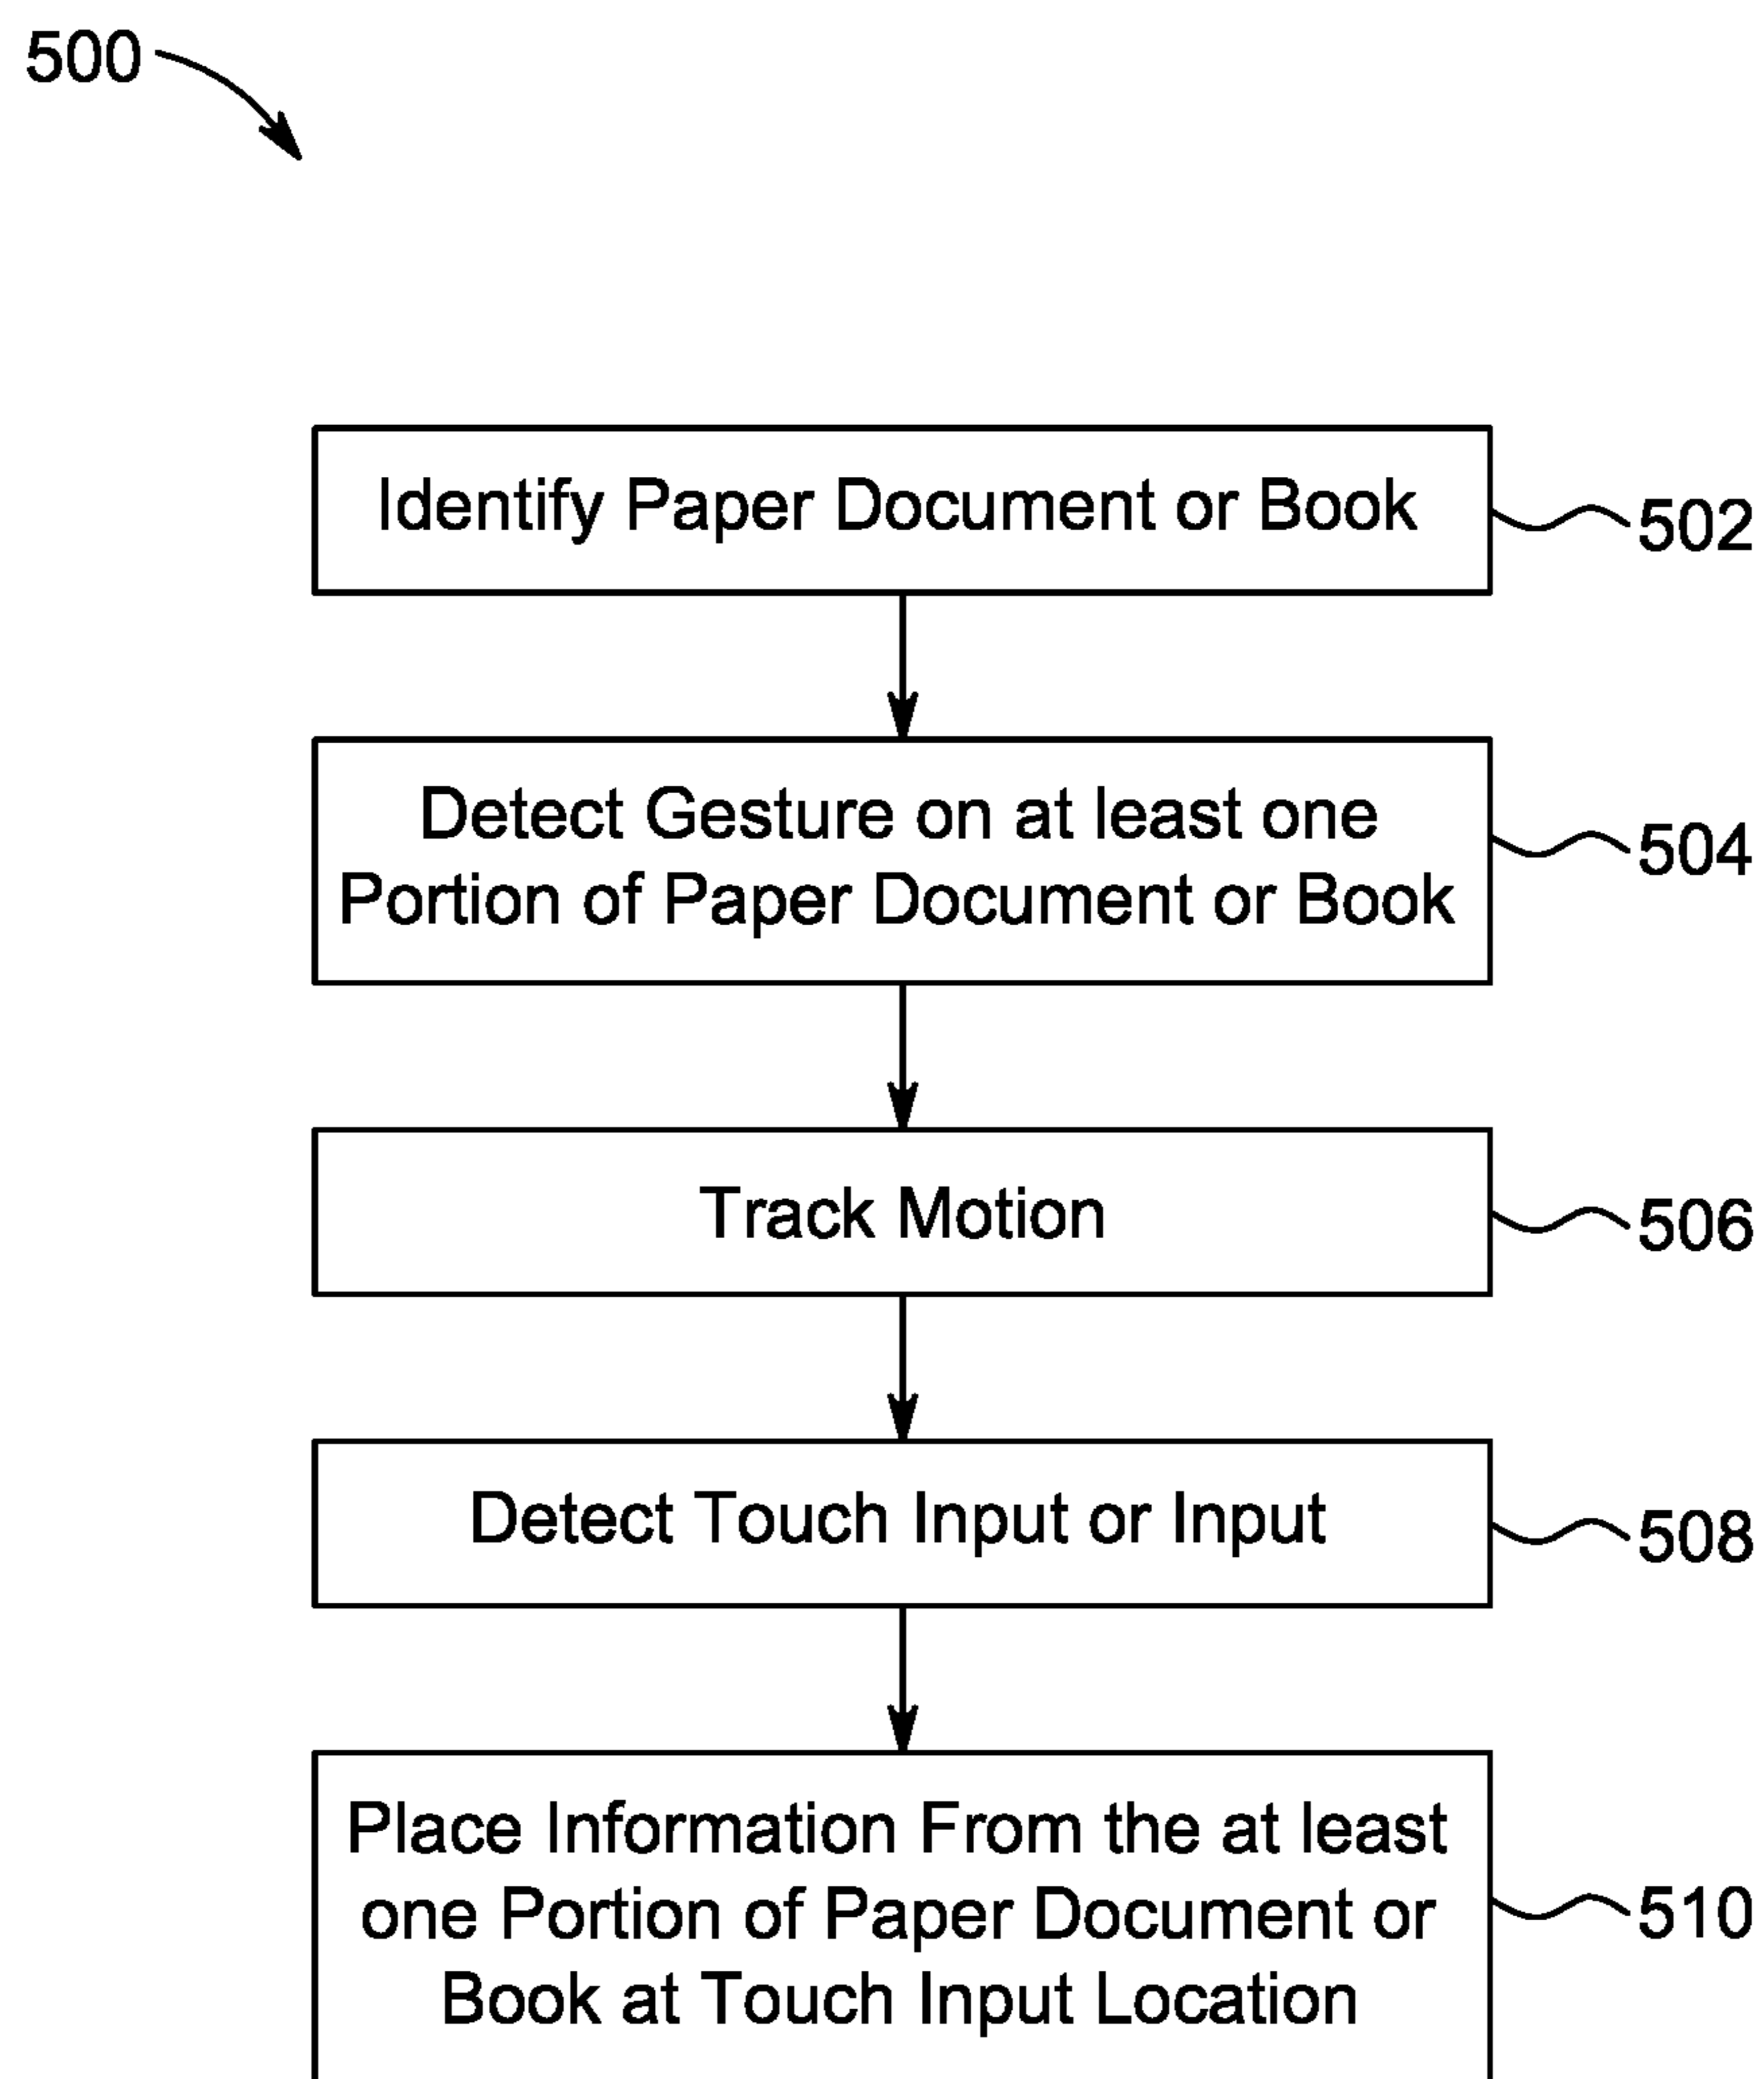 500
Identify Paper Document or Book
502
Detect Gesture on at least one
Portion of Paper Document or Book
504
Track Motion
506
Detect Touch Input or Input
508
Place Information From the at least
one Portion of Paper Document or
Book at Touch Input Location
510